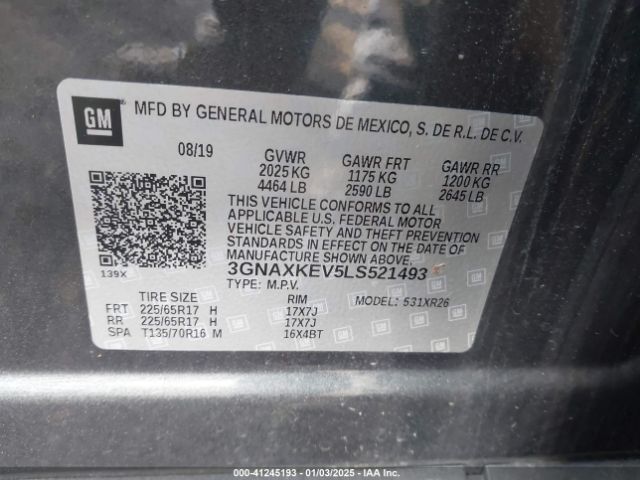 GM
MFD BY GENERAL MOTORS DE MEXICO, S. DE R.L. DE C.V.
08/19 GVWR GAWR FRT GAWR RR
2025 KG 1175 KG 1200 KG
4464 LB 2590 LB 2645 LB
THIS VEHICLE CONFORMS TO ALL
APPLICABLE U.S. FEDERAL MOTOR
VEHICLE SAFETY AND THEFT PREVENTION
STANDARDS IN EFFECT ON THE DATE OF
MANUFACTURE SHOWN ABOVE.
139X 3GNAXKEV5LS521493
TYPE: M.P.V. MODEL: 531XR26
TIRE SIZE RIM
FRT 225/65R17 H 17X7J
RR 225/65R17 H 17X7J
SPA T135/70R16 M 16X4BT
000-41245193 - 01/03/2025 - IAA Inc.